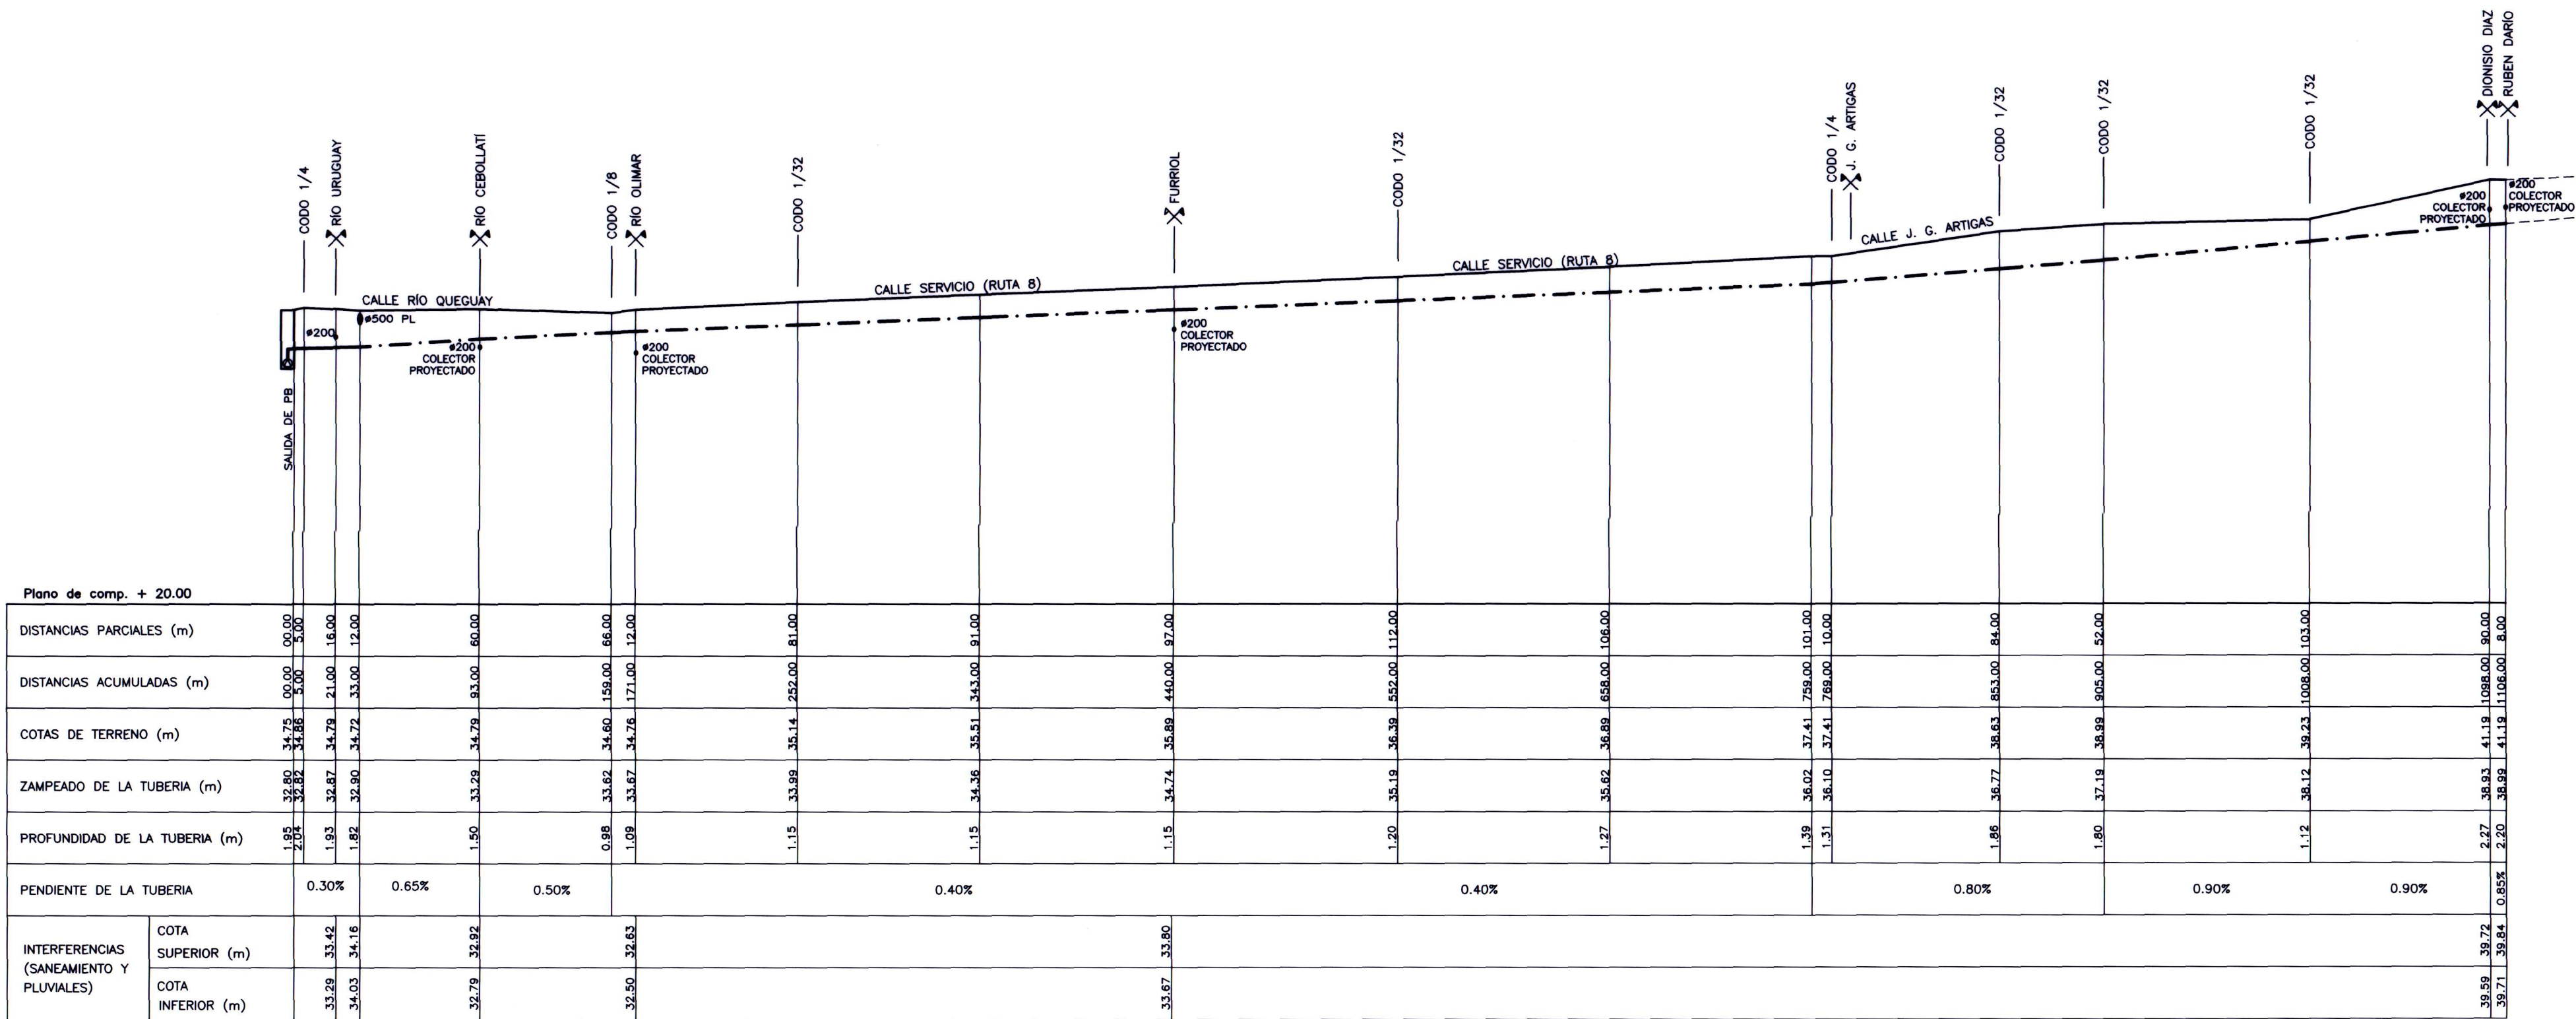 CODO 1/4
RÍO URUGUAY
RÍO CEBOLLATÍ
CODO 1/8
RÍO OLIMAR
CODO 1/32
FURRIOL
CODO 1/32
CODO 1/4
J. G. ARTIGAS
CODO 1/32
CODO 1/32
CODO 1/32
DIONISIO DIAZ
RUBEN DARÍO
CALLE RÍO QUEGUAY
CALLE SERVICIO (RUTA 8)
CALLE SERVICIO (RUTA 8)
CALLE J. G. ARTIGAS
ø200
ø500 PL
ø200
COLECTOR
PROYECTADO
ø200
COLECTOR
PROYECTADO
ø200
COLECTOR
PROYECTADO
ø200
COLECTOR
PROYECTADO
ø200
COLECTOR
PROYECTADO
SALIDA DE PB
Plano de comp. + 20.00
DISTANCIAS PARCIALES (m) 00.00 5.00 16.00 12.00 60.00 66.00 12.00 81.00 91.00 97.00 112.00 106.00 101.00 10.00 84.00 52.00 103.00 90.00 8.00
DISTANCIAS ACUMULADAS (m) 00.00 5.00 21.00 33.00 93.00 159.00 171.00 252.00 343.00 440.00 552.00 658.00 759.00 769.00 853.00 905.00 1008.00 1098.00 1106.00
COTAS DE TERRENO (m) 34.75 34.86 34.79 34.72 34.79 34.60 34.76 35.14 35.51 35.89 36.39 36.89 37.41 37.41 38.63 38.99 39.23 41.19 41.19
ZAMPEADO DE LA TUBERIA (m) 32.80 32.82 32.87 32.90 33.29 33.62 33.67 33.99 34.36 34.74 35.19 35.62 36.02 36.10 36.77 37.19 38.12 38.93 38.99
PROFUNDIDAD DE LA TUBERIA (m) 1.95 2.04 1.93 1.82 1.50 0.98 1.09 1.15 1.15 1.15 1.20 1.27 1.39 1.31 1.86 1.80 1.12 2.27 2.20
PENDIENTE DE LA TUBERIA 0.30% 0.65% 0.50% 0.40% 0.40% 0.80% 0.90% 0.90% 0.85%
INTERFERENCIAS
(SANEAMIENTO Y
PLUVIALES)
COTA
SUPERIOR (m) 33.42 34.16 32.92 32.63 33.80 39.72 39.84
COTA
INFERIOR (m) 33.29 34.03 32.79 32.50 33.67 39.59 39.71